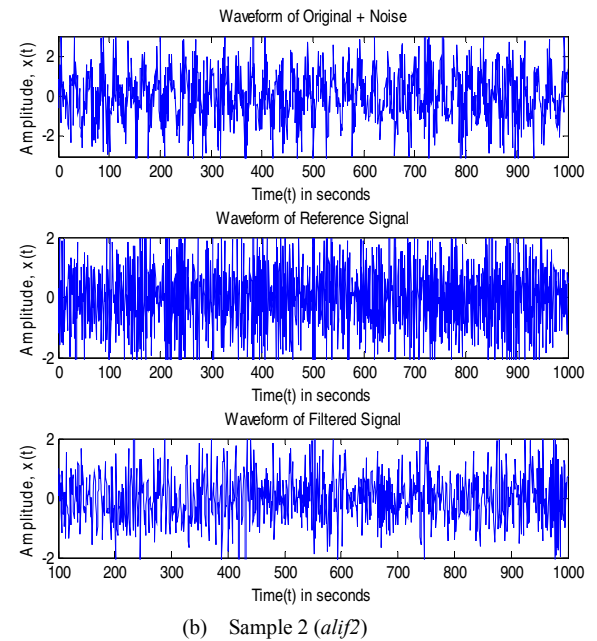 Waveform of Original + Noise
Amplitude, x(t)
2
0
-2
0 100 200 300 400 500 600 700 800 900 1000
Time(t) in seconds
Waveform of Reference Signal
Amplitude, x(t)
2
0
-2
0 100 200 300 400 500 600 700 800 900 1000
Time(t) in seconds
Waveform of Filtered Signal
Amplitude, x(t)
2
0
-2
100 200 300 400 500 600 700 800 900 1000
Time(t) in seconds
(b) Sample 2 (alif2)